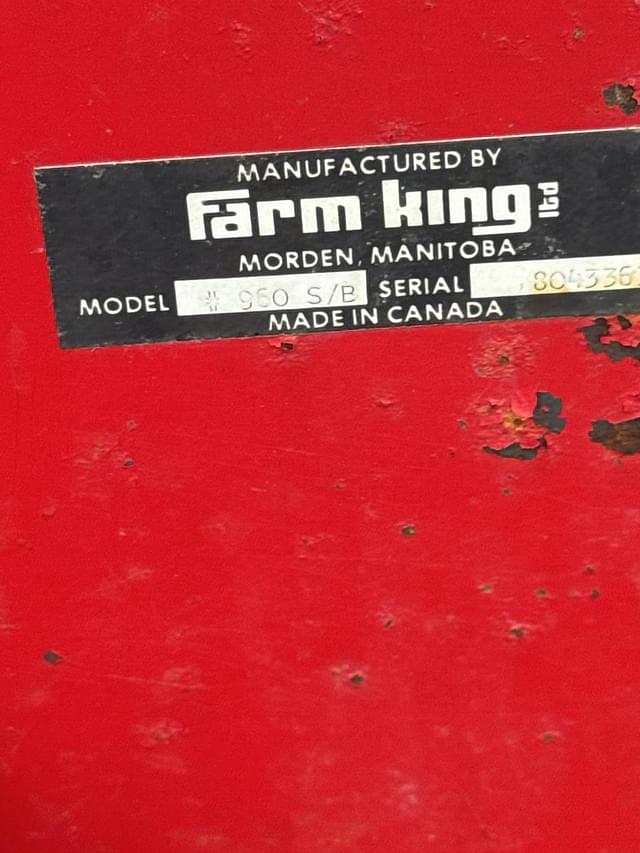 MANUFACTURED BY
Farm king ltd
MORDEN, MANITOBA
MODEL # 960 S/B SERIAL 804336
MADE IN CANADA